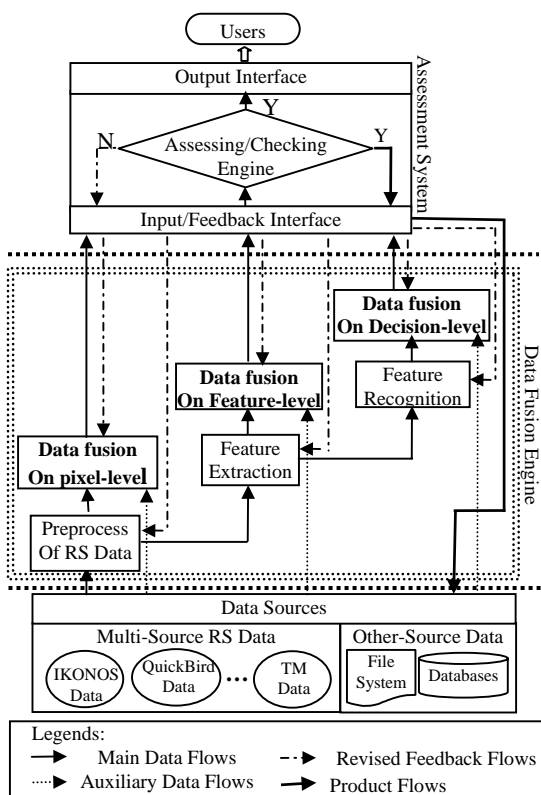 Users
Output Interface
Y
N
Assessing/Checking
Engine
Y
Input/Feedback Interface
Assessment System
Data fusion
On Decision-level
Data fusion
On Feature-level
Feature
Recognition
Data fusion
On pixel-level
Feature
Extraction
Preprocess
Of RS Data
Data Fusion Engine
Data Sources
Multi-Source RS Data
Other-Source Data
IKONOS
Data
QuickBird
Data
...
TM
Data
File
System
Databases
Legends:
Main Data Flows
Revised Feedback Flows
Auxiliary Data Flows
Product Flows